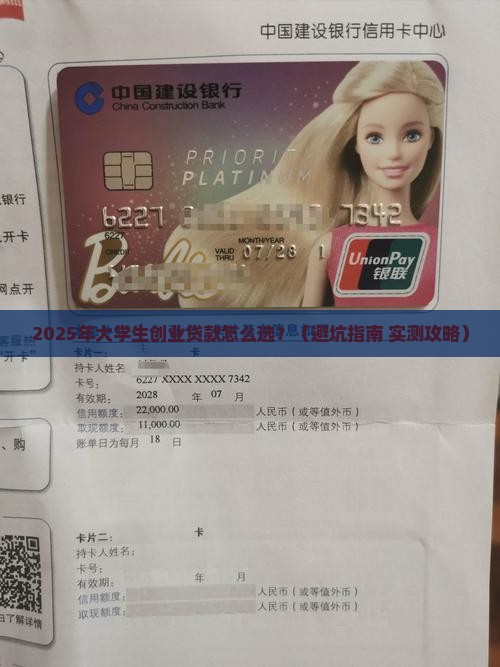 中国建设银行信用卡中心
中国建设银行
China Construction Bank
PRIORITY
PLATINUM
6227 7342
6227
CREDIT
MONTH/YEAR
VALID THRU 07/28 1
Barbie
UnionPay
银联
银行
开卡
网点开
客服热
“开卡”
、购
扫了解详情
2025年大学生创业贷款怎么选？（避坑指南 实测攻略）
卡片一： 卡
持卡人姓名：
卡号： 6227 XXXX XXXX 7342
有效期： 2028 年 07 月
信用额度： 22,000.00 人民币（或等值外币）
取现额度： 11,000.00 人民币（或等值外币）
账单日为每月 18 日
卡片二： 卡
持卡人姓名：
卡号：
有效期： 年 月
信用额度： 人民币（或等值外币）
取现额度： 人民币（或等值外币）